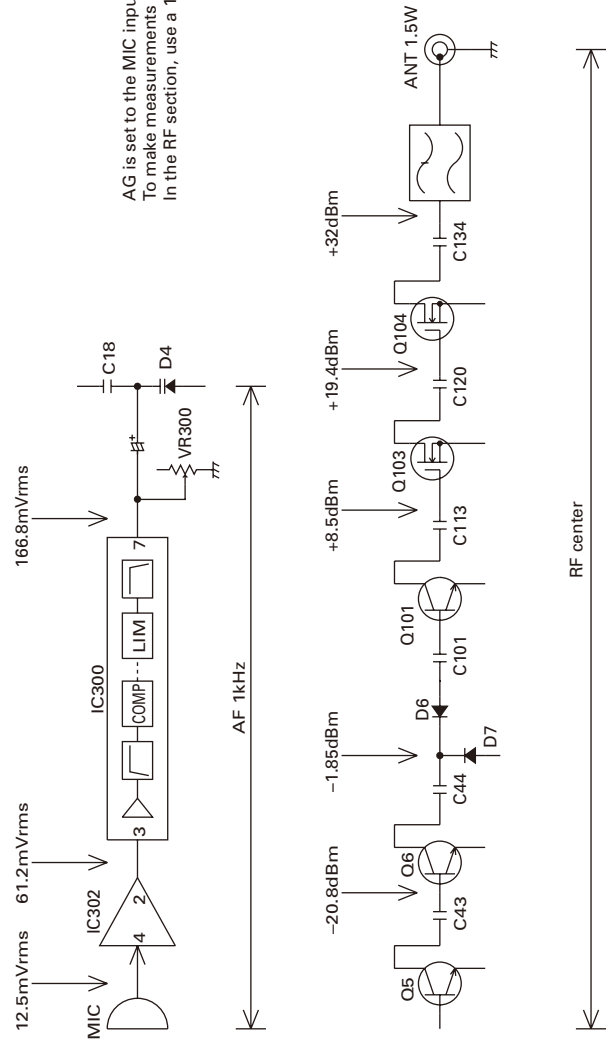 AG is set to the MIC inpu
To make measurements
In the RF section, use a 1
12.5mVrms
61.2mVrms
166.8mVrms
MIC
IC302
4
2
IC300
3
COMP
LIM
7
C18
D4
VR300
+
AF 1kHz
–20.8dBm
–1.85dBm
+8.5dBm
+19.4dBm
+32dBm
ANT 1.5W
Q5
C43
Q6
C44
D6
D7
C101
Q101
C113
Q103
C120
Q104
C134
RF center